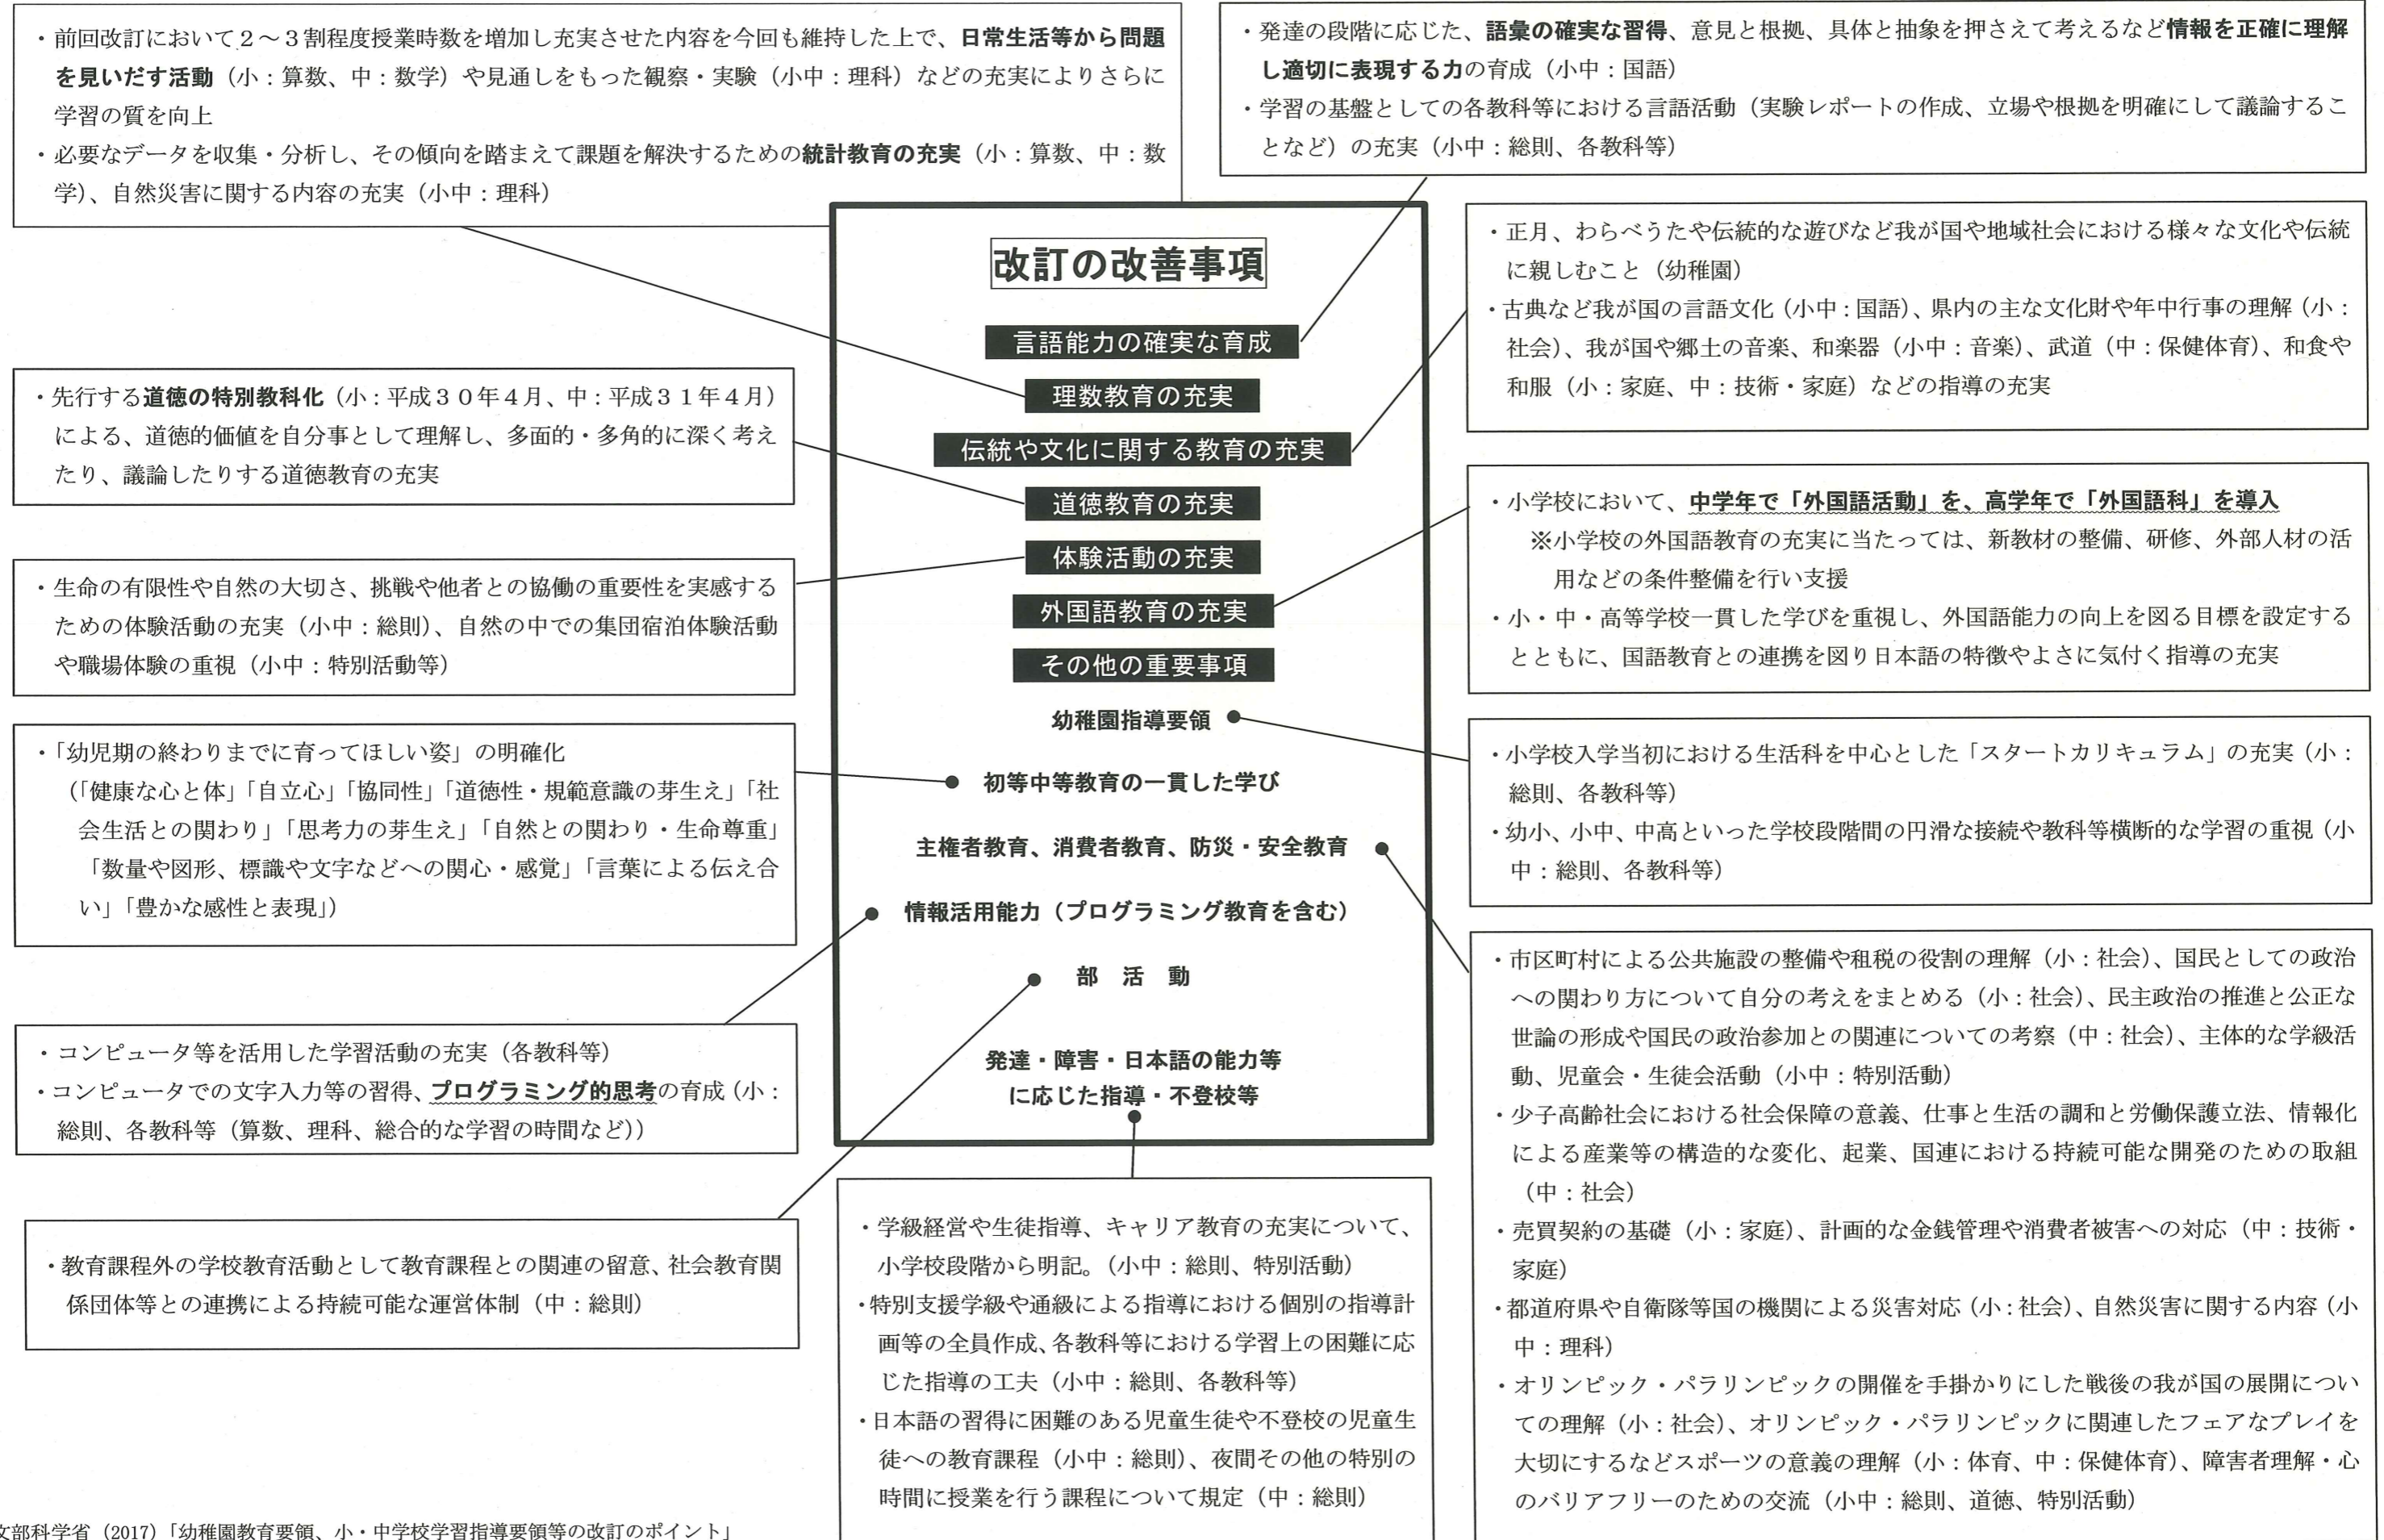 ・前回改訂において２～３割程度授業時数を増加し充実させた内容を今回も維持した上で、日常生活等から問題
を見いだす活動（小：算数、中：数学）や見通しをもった観察・実験（小中：理科）などの充実によりさらに
学習の質を向上
・必要なデータを収集・分析し、その傾向を踏まえて課題を解決するための統計教育の充実（小：算数、中：数
学）、自然災害に関する内容の充実（小中：理科）
・発達の段階に応じた、語彙の確実な習得、意見と根拠、具体と抽象を押さえて考えるなど情報を正確に理解
し適切に表現する力の育成（小中：国語）
・学習の基盤としての各教科等における言語活動（実験レポートの作成、立場や根拠を明確にして議論するこ
となど）の充実（小中：総則、各教科等）
改訂の改善事項
言語能力の確実な育成
理数教育の充実
伝統や文化に関する教育の充実
道徳教育の充実
体験活動の充実
外国語教育の充実
その他の重要事項
幼稚園指導要領
初等中等教育の一貫した学び
主権者教育、消費者教育、防災・安全教育
情報活用能力（プログラミング教育を含む）
部　活　動
発達・障害・日本語の能力等
に応じた指導・不登校等
・先行する道徳の特別教科化（小：平成３０年４月、中：平成３１年４月）
による、道徳的価値を自分事として理解し、多面的・多角的に深く考え
たり、議論したりする道徳教育の充実
・生命の有限性や自然の大切さ、挑戦や他者との協働の重要性を実感する
ための体験活動の充実（小中：総則）、自然の中での集団宿泊体験活動
や職場体験の重視（小中：特別活動等）
・「幼児期の終わりまでに育ってほしい姿」の明確化
（「健康な心と体」「自立心」「協同性」「道徳性・規範意識の芽生え」「社
会生活との関わり」「思考力の芽生え」「自然との関わり・生命尊重」
「数量や図形、標識や文字などへの関心・感覚」「言葉による伝え合
い」「豊かな感性と表現」）
・コンピュータ等を活用した学習活動の充実（各教科等）
・コンピュータでの文字入力等の習得、プログラミング的思考の育成（小：
総則、各教科等（算数、理科、総合的な学習の時間など））
・教育課程外の学校教育活動として教育課程との関連の留意、社会教育関
係団体等との連携による持続可能な運営体制（中：総則）
・正月、わらべうたや伝統的な遊びなど我が国や地域社会における様々な文化や伝統
に親しむこと（幼稚園）
・古典など我が国の言語文化（小中：国語）、県内の主な文化財や年中行事の理解（小：
社会）、我が国や郷土の音楽、和楽器（小中：音楽）、武道（中：保健体育）、和食や
和服（小：家庭、中：技術・家庭）などの指導の充実
・小学校において、中学年で「外国語活動」を、高学年で「外国語科」を導入
※小学校の外国語教育の充実に当たっては、新教材の整備、研修、外部人材の活
用などの条件整備を行い支援
・小・中・高等学校一貫した学びを重視し、外国語能力の向上を図る目標を設定する
とともに、国語教育との連携を図り日本語の特徴やよさに気付く指導の充実
・小学校入学当初における生活科を中心とした「スタートカリキュラム」の充実（小：
総則、各教科等）
・幼小、小中、中高といった学校段階間の円滑な接続や教科等横断的な学習の重視（小
中：総則、各教科等）
・市区町村による公共施設の整備や租税の役割の理解（小：社会）、国民としての政治
への関わり方について自分の考えをまとめる（小：社会）、民主政治の推進と公正な
世論の形成や国民の政治参加との関連についての考察（中：社会）、主体的な学級活
動、児童会・生徒会活動（小中：特別活動）
・少子高齢社会における社会保障の意義、仕事と生活の調和と労働保護立法、情報化
による産業等の構造的な変化、起業、国連における持続可能な開発のための取組
（中：社会）
・売買契約の基礎（小：家庭）、計画的な金銭管理や消費者被害への対応（中：技術・
家庭）
・都道府県や自衛隊等国の機関による災害対応（小：社会）、自然災害に関する内容（小
中：理科）
・オリンピック・パラリンピックの開催を手掛かりにした戦後の我が国の展開につい
ての理解（小：社会）、オリンピック・パラリンピックに関連したフェアなプレイを
大切にするなどスポーツの意義の理解（小：体育、中：保健体育）、障害者理解・心
のバリアフリーのための交流（小中：総則、道徳、特別活動）
・学級経営や生徒指導、キャリア教育の充実について、
小学校段階から明記。（小中：総則、特別活動）
・特別支援学級や通級による指導における個別の指導計
画等の全員作成、各教科等における学習上の困難に応
じた指導の工夫（小中：総則、各教科等）
・日本語の習得に困難のある児童生徒や不登校の児童生
徒への教育課程（小中：総則）、夜間その他の特別の
時間に授業を行う課程について規定（中：総則）
文部科学省（2017）「幼稚園教育要領、小・中学校学習指導要領等の改訂のポイント」